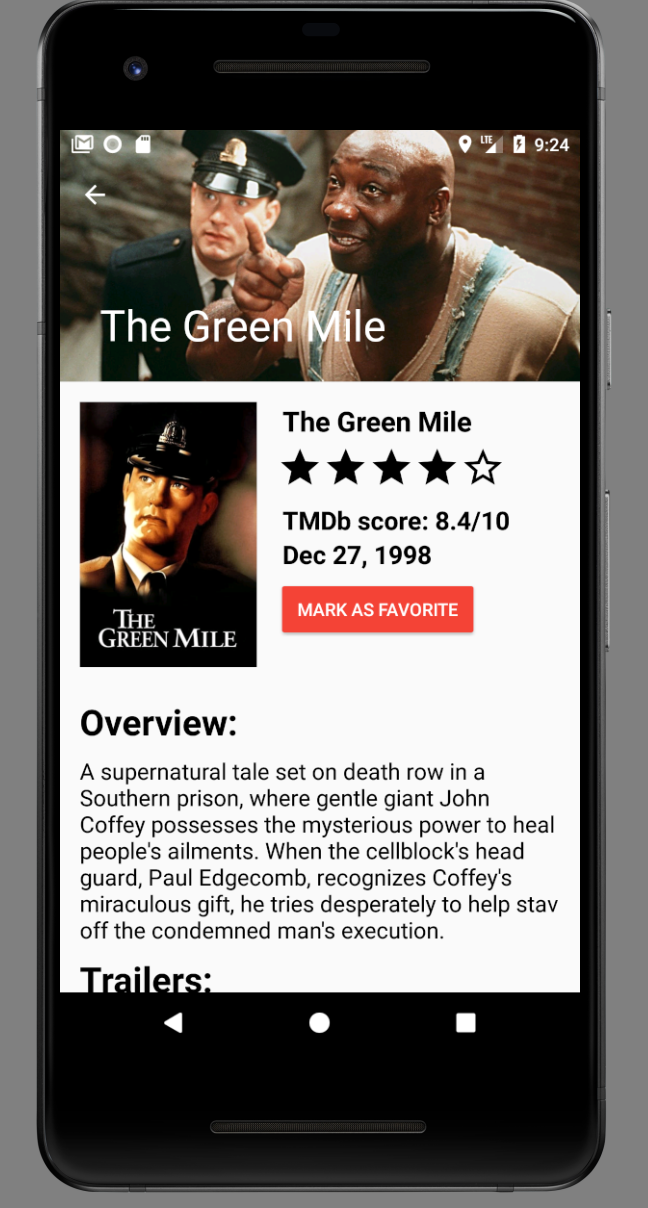 LTE 9:24
The Green Mile
The Green Mile
TMDb score: 8.4/10
Dec 27, 1998
MARK AS FAVORITE
THE
GREEN MILE
Overview:
A supernatural tale set on death row in a
Southern prison, where gentle giant John
Coffey possesses the mysterious power to heal
people's ailments. When the cellblock's head
guard, Paul Edgecomb, recognizes Coffey's
miraculous gift, he tries desperately to help stav
off the condemned man's execution.
Trailers: